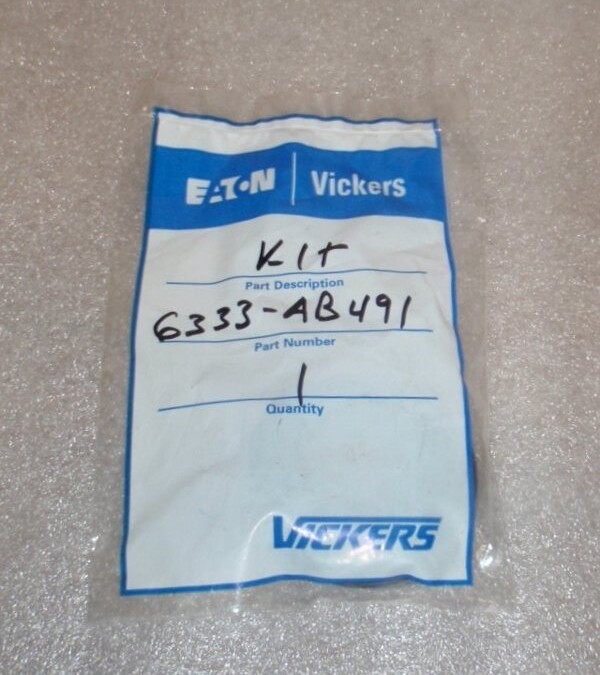 EATON | Vickers
Kit
Part Description
6333-AB491
Part Number
1
Quantity
VICKERS